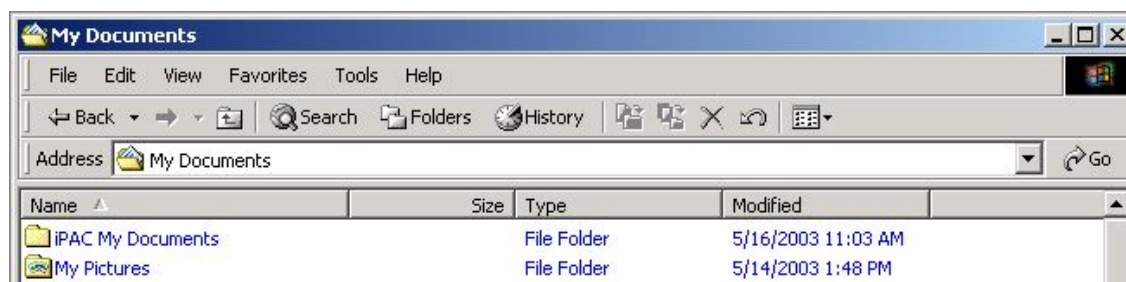 My Documents
File Edit View Favorites Tools Help
Back Search Folders History
Address My Documents Go
Name Size Type Modified
iPAC My Documents File Folder 5/16/2003 11:03 AM
My Pictures File Folder 5/14/2003 1:48 PM